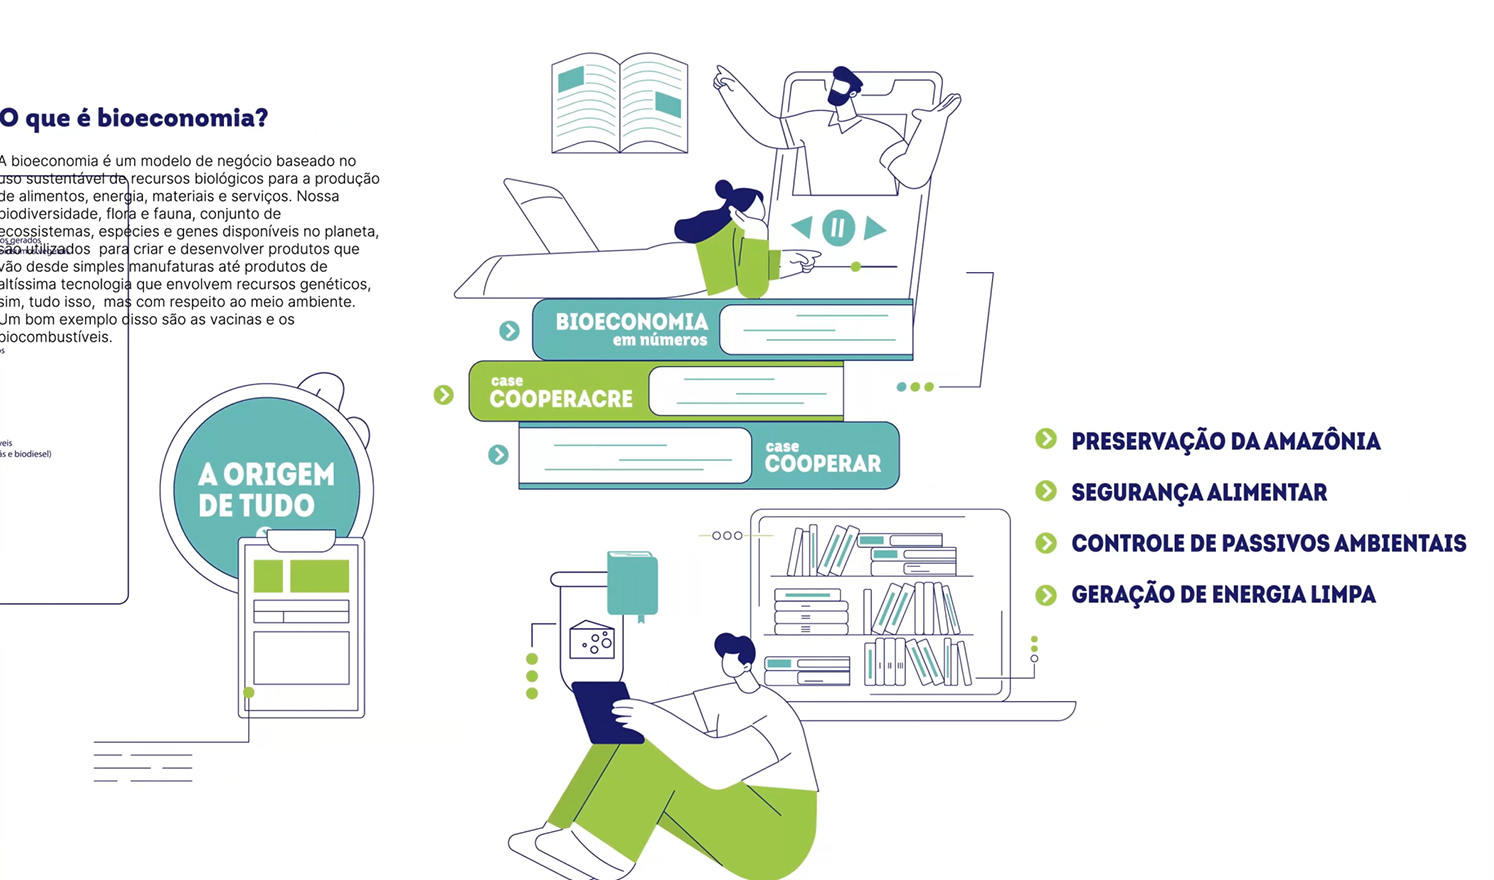 O que é bioeconomia?
A bioeconomia é um modelo de negócio baseado no
uso sustentável de recursos biológicos para a produção
de alimentos, energia, materiais e serviços. Nossa
biodiversidade, flora e fauna, conjunto de
ecossistemas, espécies e genes disponíveis no planeta,
são utilizados para criar e desenvolver produtos que
vão desde simples manufaturas até produtos de
altíssima tecnologia que envolvem recursos genéticos,
sim, tudo isso, mas com respeito ao meio ambiente.
Um bom exemplo disso são as vacinas e os
biocombustíveis.
gerados
e biodiesel)
A ORIGEM
DE TUDO
BIOECONOMIA
em números
case
COOPERACRE
case
COOPERAR
PRESERVAÇÃO DA AMAZÔNIA
SEGURANÇA ALIMENTAR
CONTROLE DE PASSIVOS AMBIENTAIS
GERAÇÃO DE ENERGIA LIMPA